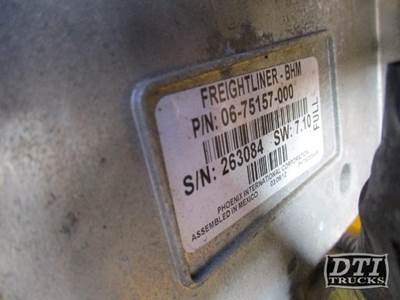 FREIGHTLINER - BHM
P/N: 06-75157-000
S/N: 263084 SW: 7.10
FULL
PHOENIX INTERNATIONAL CORPORATION
ASSEMBLED IN MEXICO
DTI
TRUCKS